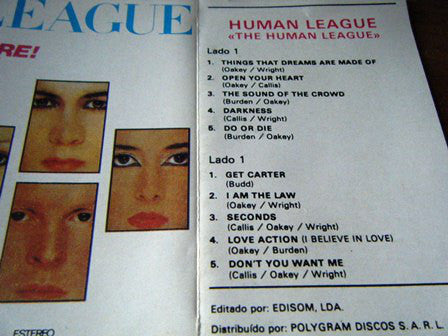 LEAGUE
RE!
ESTEREO
HUMAN LEAGUE
«THE HUMAN LEAGUE»
Lado 1
1. THINGS THAT DREAMS ARE MADE OF
(Oakey / Wright)
2. OPEN YOUR HEART
(Oakey / Callis)
3. THE SOUND OF THE CROWD
(Burden / Oakey)
4. DARKNESS
(Callis / Wright)
5. DO OR DIE
(Burden / Oakey)
Lado 1
1. GET CARTER
(Budd)
2. I AM THE LAW
(Oakey / Wright)
3. SECONDS
(Callis / Oakey / Wright)
4. LOVE ACTION (I BELIEVE IN LOVE)
(Oakey / Burden)
5. DON'T YOU WANT ME
(Callis / Oakey / Wright)
Editado por: EDISOM, LDA.
Distribuído por: POLYGRAM DISCOS S.A.R.L.